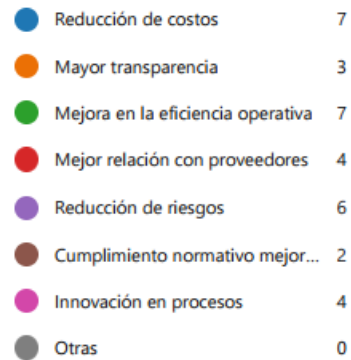 Reducción de costos 7
Mayor transparencia 3
Mejora en la eficiencia operativa 7
Mejor relación con proveedores 4
Reducción de riesgos 6
Cumplimiento normativo mejor... 2
Innovación en procesos 4
Otras 0